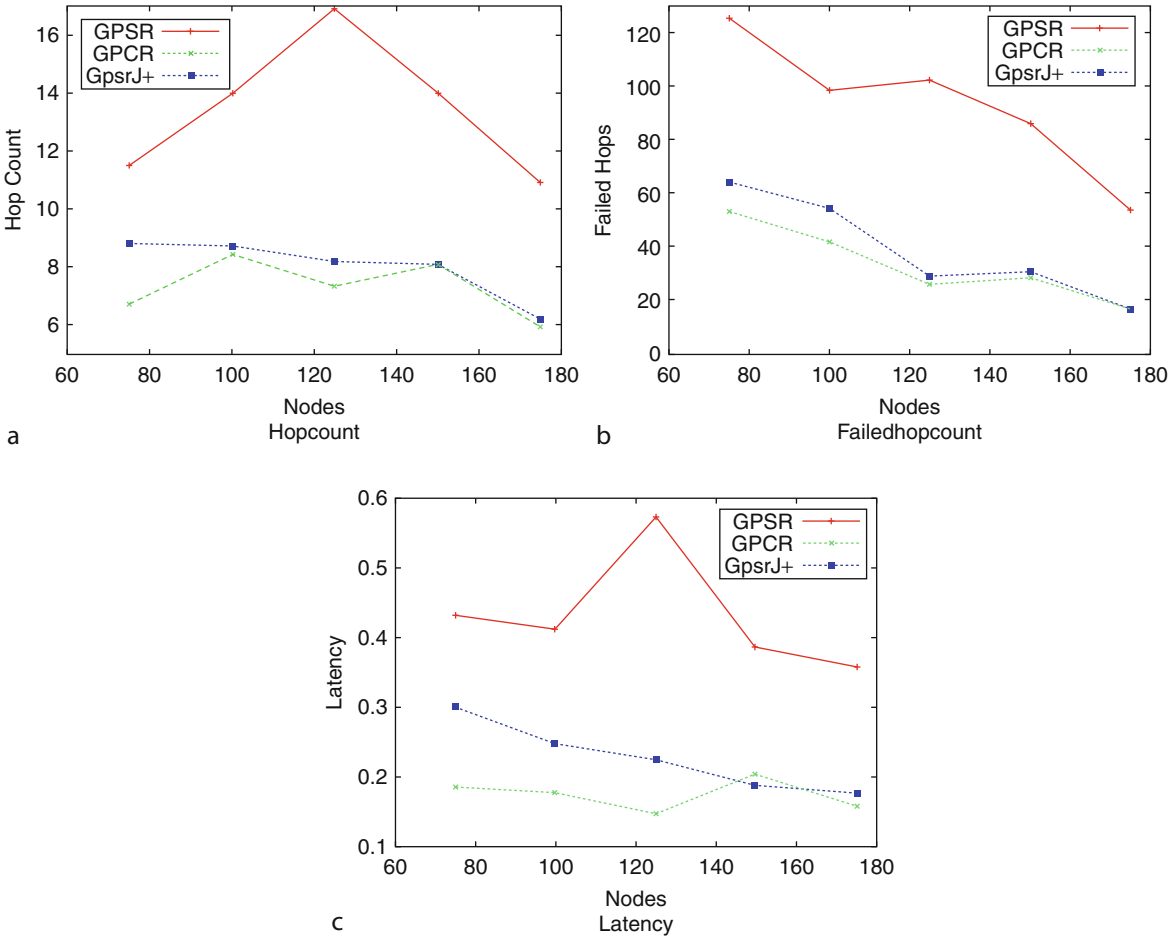 16
14
12
10
8
6
Hop Count
GPSR
GPCR
GpsrJ+
60 80 100 120 140 160 180
Nodes
Hopcount
a
120
100
80
60
40
20
0
Failed Hops
GPSR
GPCR
GpsrJ+
60 80 100 120 140 160 180
Nodes
Failedhopcount
b
0.6
0.5
0.4
0.3
0.2
0.1
Latency
GPSR
GPCR
GpsrJ+
60 80 100 120 140 160 180
Nodes
Latency
c